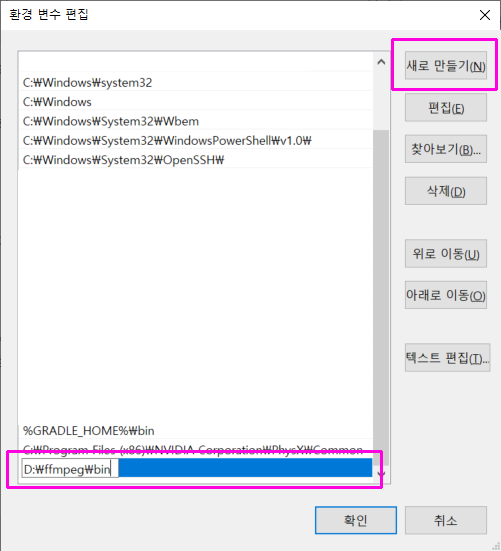 환경 변수 편집
C:₩Windows₩system32
C:₩Windows
C:₩Windows₩System32₩Wbem
C:₩Windows₩System32₩WindowsPowerShell₩v1.0₩
C:₩Windows₩System32₩OpenSSH₩
%GRADLE_HOME%₩bin
C:₩Program Files (x86)₩NVIDIA Corporation₩PhysX₩Common
D:₩ffmpeg₩bin
새로 만들기(N)
편집(E)
찾아보기(B)...
삭제(D)
위로 이동(U)
아래로 이동(O)
텍스트 편집(T)...
확인
취소